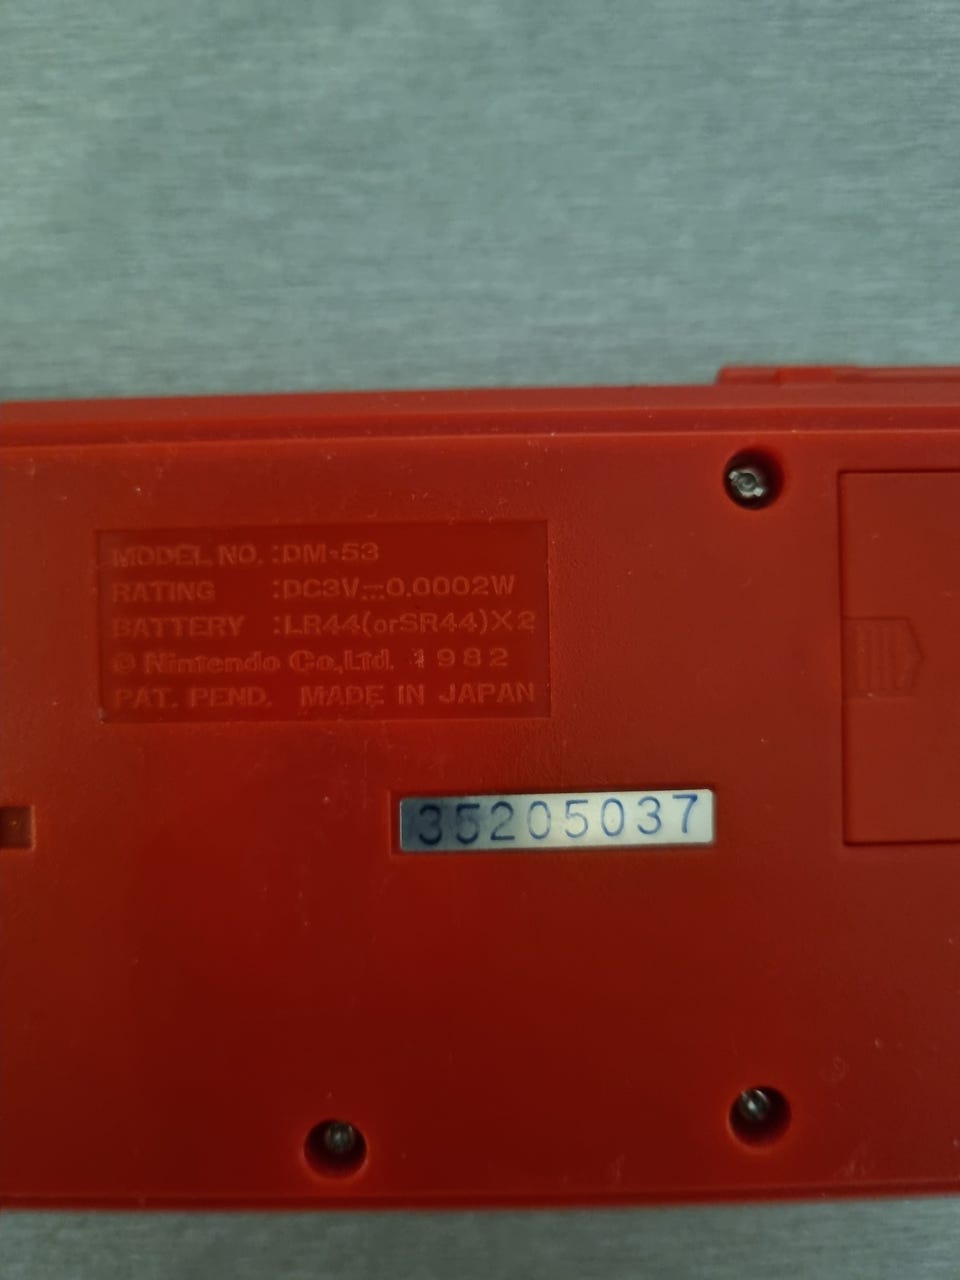 MODEL NO. :DM-53
RATING :DC3V⎓0.0002W
BATTERY :LR44(orSR44)X2
© Nintendo Co.,Ltd. 1982
PAT. PEND. MADE IN JAPAN
35205037